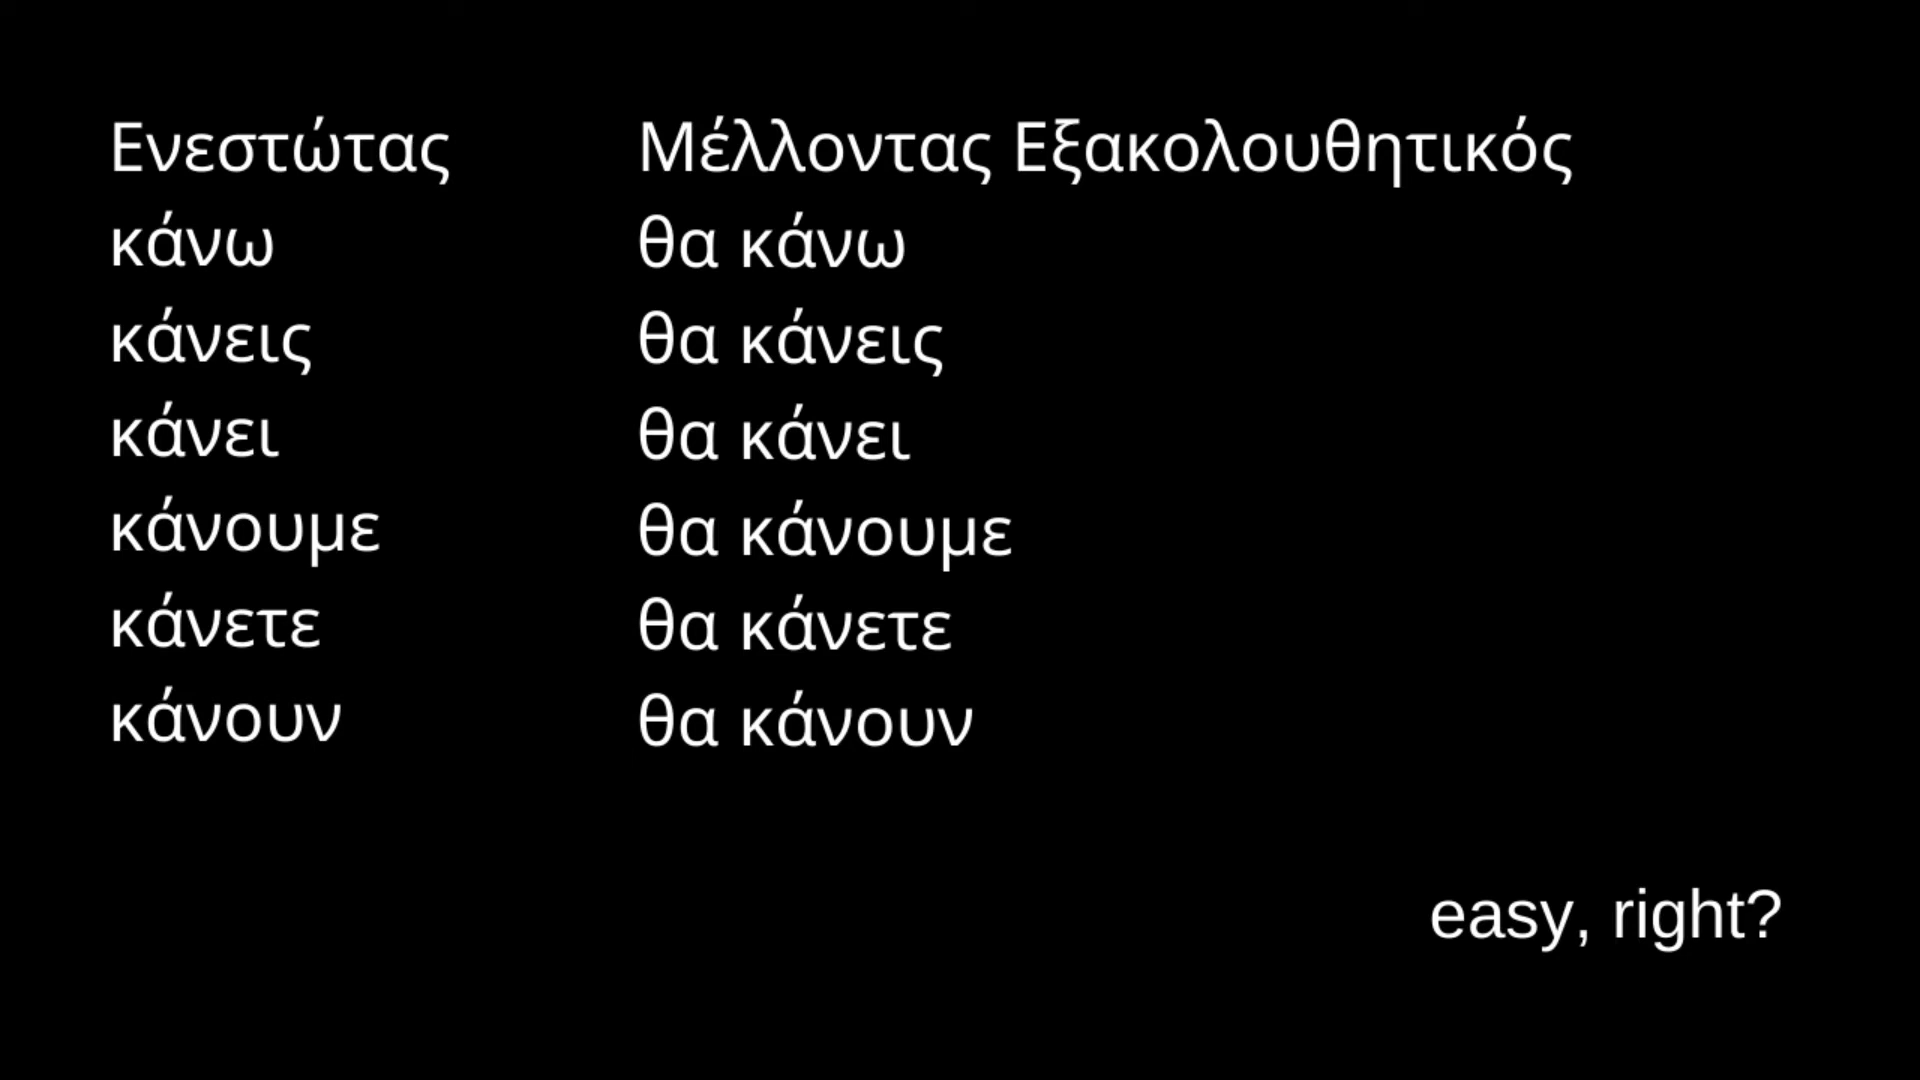 Ενεστώτας Μέλλοντας Εξακολουθητικός
κάνω θα κάνω
κάνεις θα κάνεις
κάνει θα κάνει
κάνουμε θα κάνουμε
κάνετε θα κάνετε
κάνουν θα κάνουν
easy, right?